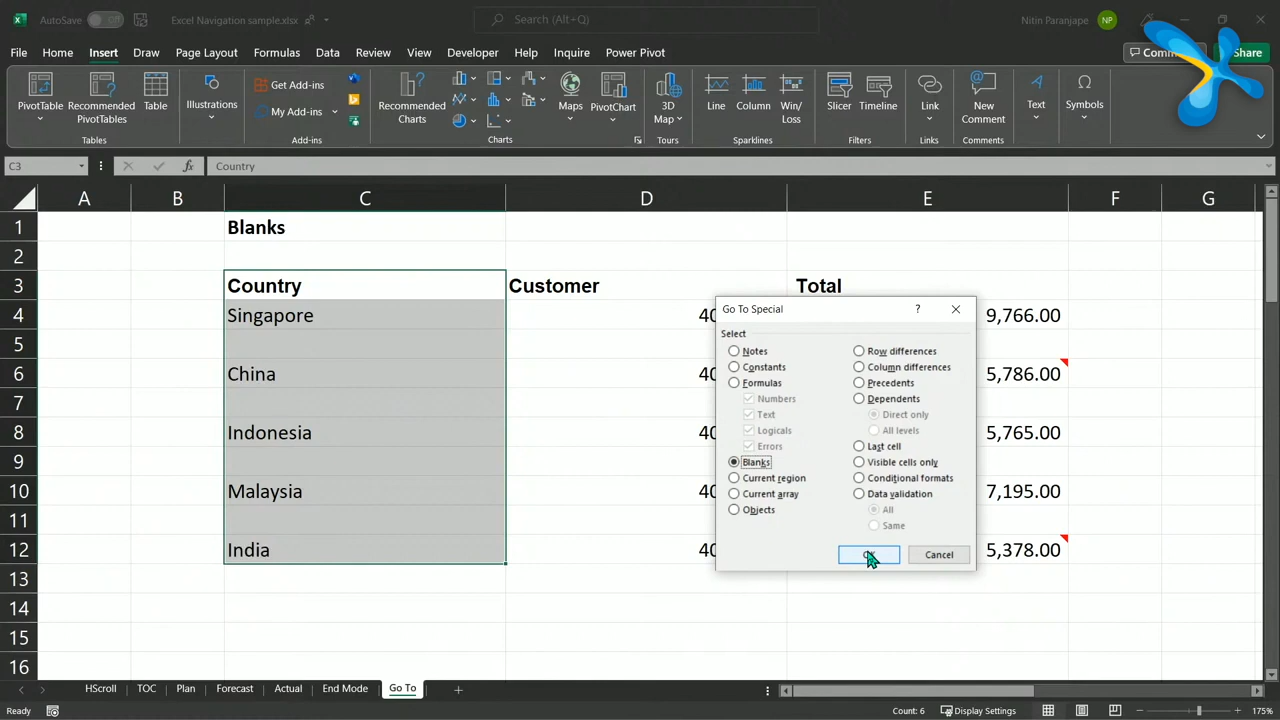 AutoSave Off Excel Navigation sample.xlsx Search (Alt+Q) Nitin Paranjape NP
File Home Insert Draw Page Layout Formulas Data Review View Developer Help Inquire Power Pivot Share
PivotTable Recommended PivotTables Table Illustrations Get Add-ins My Add-ins Recommended Charts Maps PivotChart 3D Map Line Column Win/Loss Slicer Timeline Link New Comment Text Symbols
Tables Add-ins Charts Tours Sparklines Filters Links Comments
C3 fx Country
A B C D E F G
1 Blanks
2
3 Country Customer Total
4 Singapore 9,766.00
5
6 China 5,786.00
7
8 Indonesia 5,765.00
9
10 Malaysia 7,195.00
11
12 India 5,378.00
13
14
15
16
Go To Special ?
Select
Notes Row differences
Constants Column differences
Formulas Precedents
Numbers Dependents
Text Direct only
Logicals All levels
Errors Last cell
Blanks Visible cells only
Current region Conditional formats
Current array Data validation
Objects All
Same
Cancel
HScroll TOC Plan Forecast Actual End Mode Go To
Ready Count: 6 Display Settings 175%